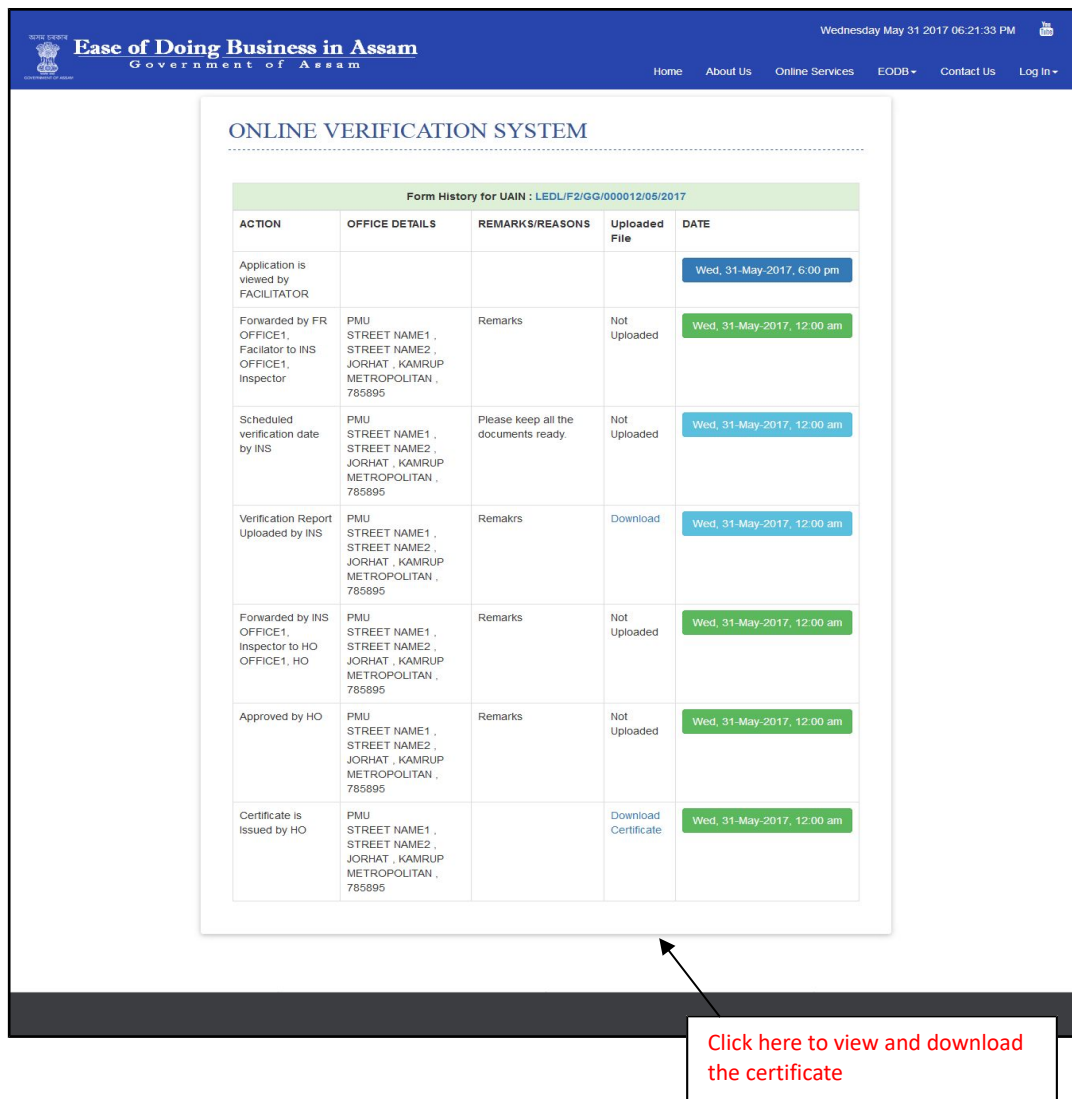 Wednesday May 31 2017 06:21:33 PM
You
Tube
Ease of Doing Business in Assam
Government of Assam
Home About Us Online Services EODB Contact Us Log In
ONLINE VERIFICATION SYSTEM
Form History for UAIN : LEDL/F2/GG/000012/05/2017
ACTION OFFICE DETAILS REMARKS/REASONS Uploaded DATE
File
Application is Wed, 31-May-2017, 6:00 pm
viewed by
FACILITATOR
Forwarded by FR PMU Remarks Not Wed, 31-May-2017, 12:00 am
OFFICE1, STREET NAME1 , Uploaded
Facilator to INS STREET NAME2 ,
OFFICE1, JORHAT , KAMRUP
Inspector METROPOLITAN ,
785895
Scheduled PMU Please keep all the Not Wed, 31-May-2017, 12:00 am
verification date STREET NAME1 , documents ready. Uploaded
by INS STREET NAME2 ,
JORHAT , KAMRUP
METROPOLITAN ,
785895
Verification Report PMU Remakrs Download Wed, 31-May-2017, 12:00 am
Uploaded by INS STREET NAME1 ,
STREET NAME2 ,
JORHAT , KAMRUP
METROPOLITAN ,
785895
Forwarded by INS PMU Remarks Not Wed, 31-May-2017, 12:00 am
OFFICE1, STREET NAME1 , Uploaded
Inspector to HO STREET NAME2 ,
OFFICE1, HO JORHAT , KAMRUP
METROPOLITAN ,
785895
Approved by HO PMU Remarks Not Wed, 31-May-2017, 12:00 am
STREET NAME1 , Uploaded
STREET NAME2 ,
JORHAT , KAMRUP
METROPOLITAN ,
785895
Certificate is PMU Download Wed, 31-May-2017, 12:00 am
Issued by HO STREET NAME1 , Certificate
STREET NAME2 ,
JORHAT , KAMRUP
METROPOLITAN ,
785895
Click here to view and download
the certificate